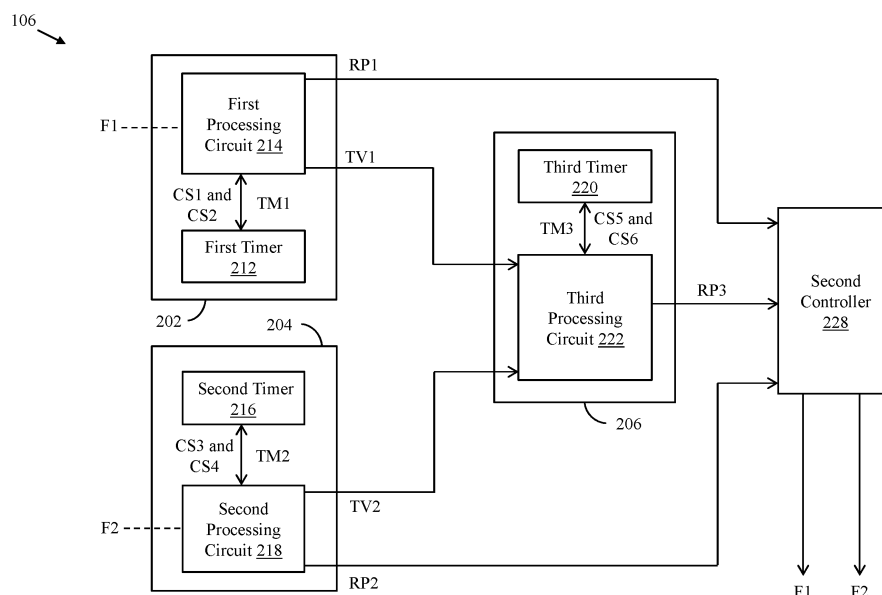 106
RP1
First
Processing
Circuit 214
F1
TV1
CS1 and
CS2
TM1
First Timer
212
202
Third Timer
220
TM3
CS5 and
CS6
Third
Processing
Circuit 222
RP3
206
Second
Controller
228
204
Second Timer
216
CS3 and
CS4
TM2
Second
Processing
Circuit 218
F2
TV2
RP2
F1
F2